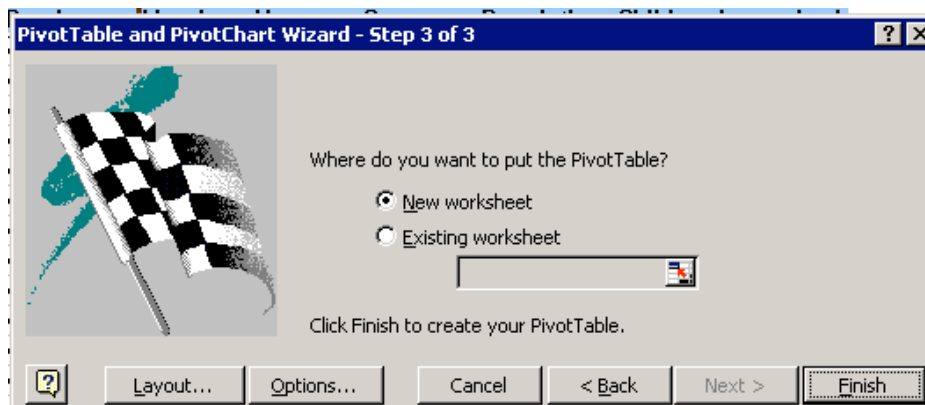 PivotTable and PivotChart Wizard - Step 3 of 3
Where do you want to put the PivotTable?
New worksheet
Existing worksheet
Click Finish to create your PivotTable.
Layout... Options... Cancel < Back Next > Finish